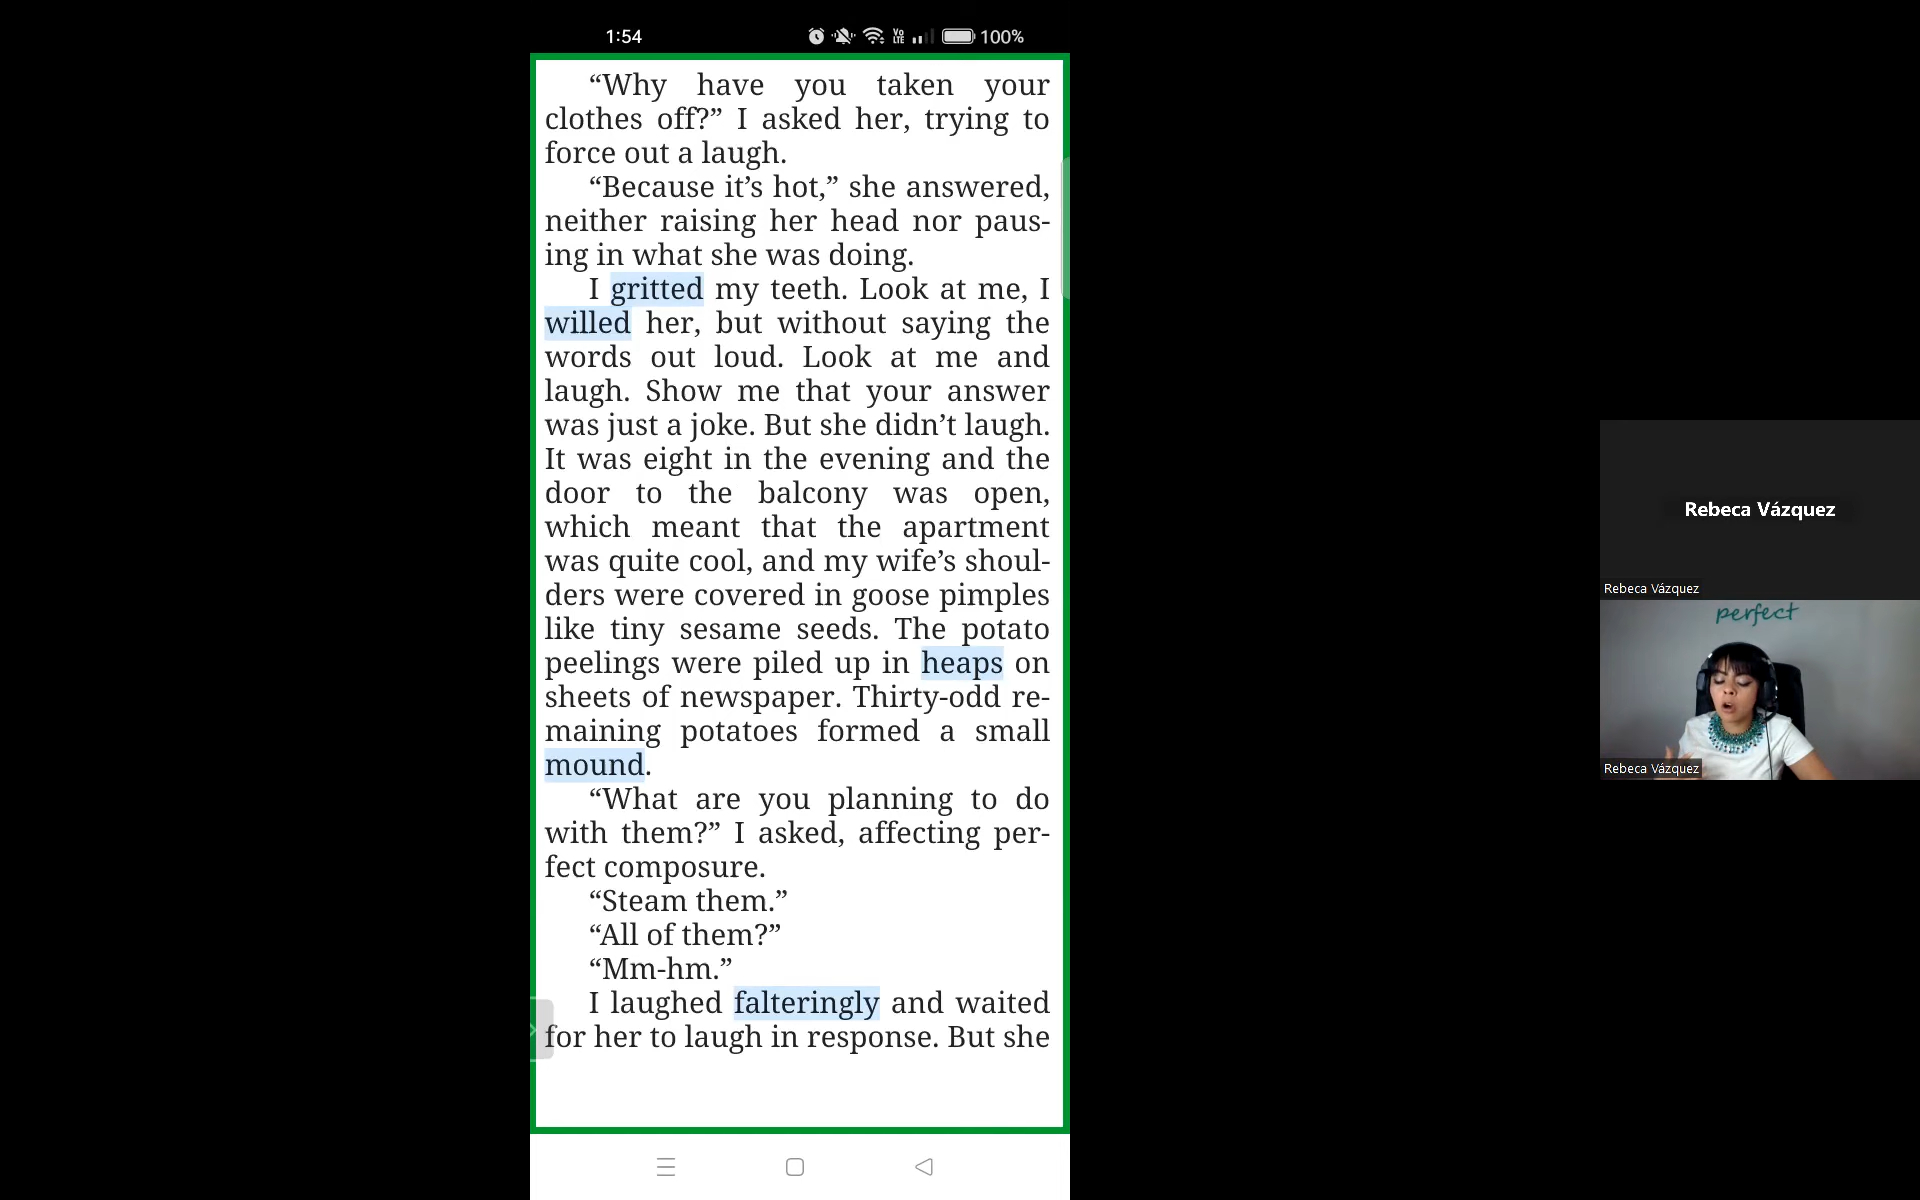 1:54
Vo
LTE
100%
“Why have you taken your
clothes off?” I asked her, trying to
force out a laugh.
“Because it’s hot,” she answered,
neither raising her head nor paus-
ing in what she was doing.
I gritted my teeth. Look at me, I
willed her, but without saying the
words out loud. Look at me and
laugh. Show me that your answer
was just a joke. But she didn’t laugh.
It was eight in the evening and the
door to the balcony was open,
which meant that the apartment
was quite cool, and my wife’s shoul-
ders were covered in goose pimples
like tiny sesame seeds. The potato
peelings were piled up in heaps on
sheets of newspaper. Thirty-odd re-
maining potatoes formed a small
mound.
“What are you planning to do
with them?” I asked, affecting per-
fect composure.
“Steam them.”
“All of them?”
“Mm-hm.”
I laughed falteringly and waited
for her to laugh in response. But she
Rebeca Vázquez
Rebeca Vázquez
perfect
Rebeca Vázquez